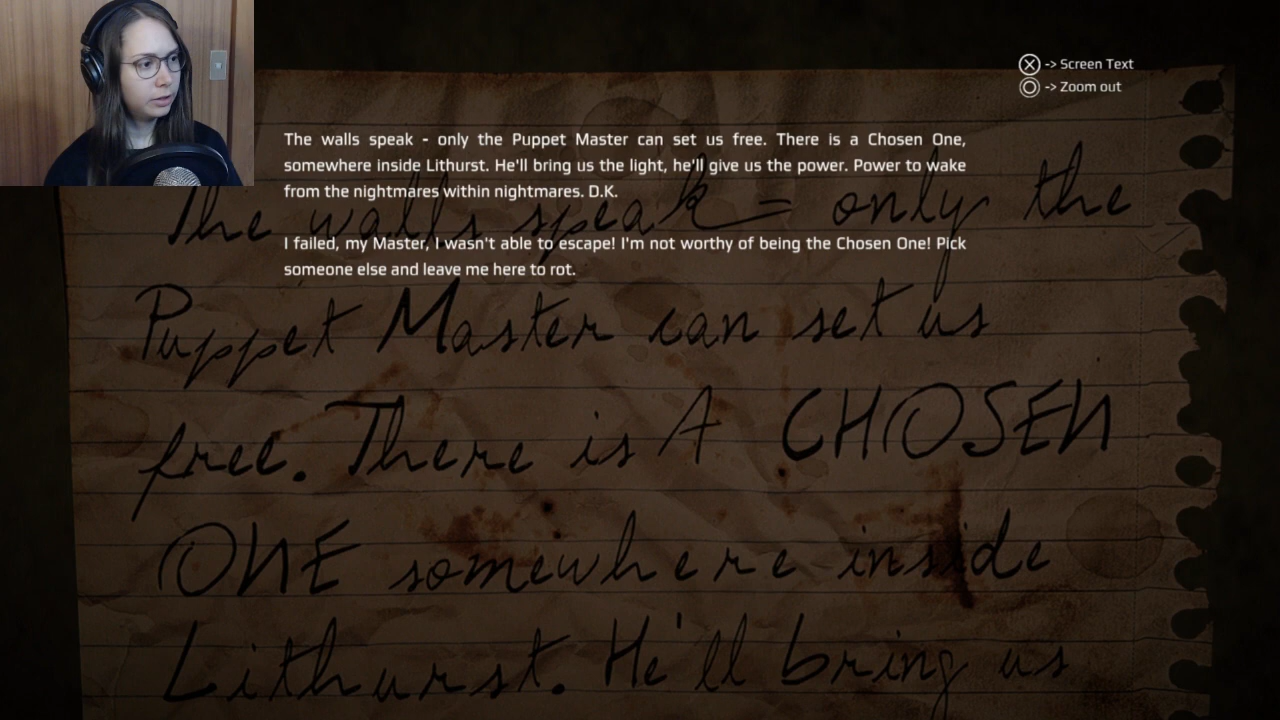 -> Screen Text
-> Zoom out
The walls speak - only the Puppet Master can set us free. There is a Chosen One,
somewhere inside Lithurst. He'll bring us the light, he'll give us the power. Power to wake
from the nightmares within nightmares. D.K.
I failed, my Master, I wasn't able to escape! I'm not worthy of being the Chosen One! Pick
someone else and leave me here to rot.
The walls speak - only the
Puppet Master can set us
free. There is A CHOSEN
ONE somewhere inside
Lithurst. He'll bring us